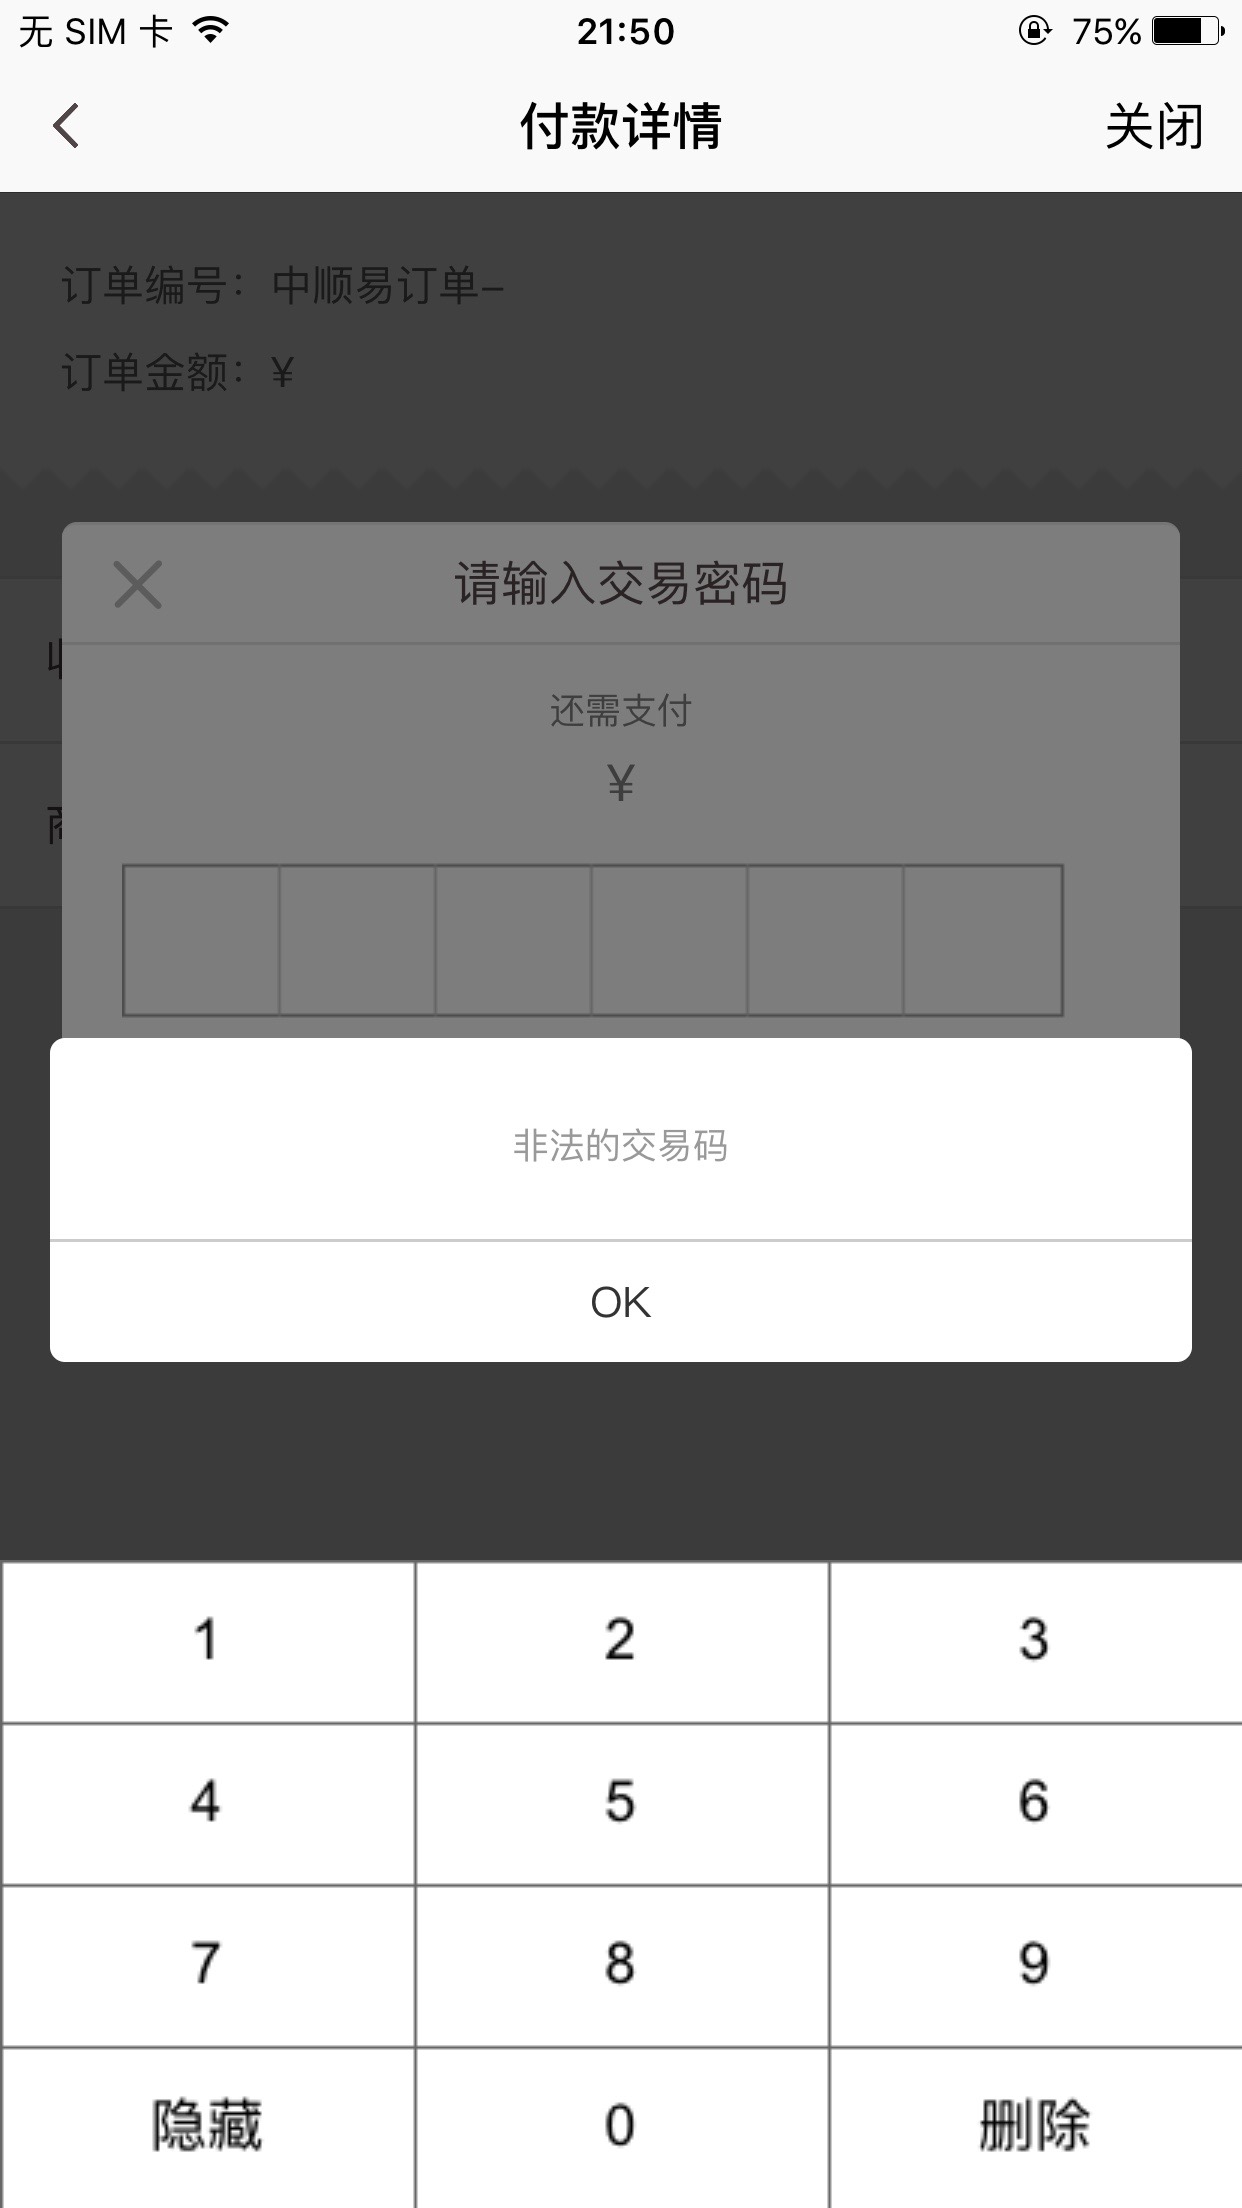 无 SIM 卡 21:50 75%
付款详情 关闭
订单编号：中顺易订单–
订单金额：¥
请输入交易密码
还需支付
¥
非法的交易码
OK
1 2 3
4 5 6
7 8 9
隐藏 0 删除